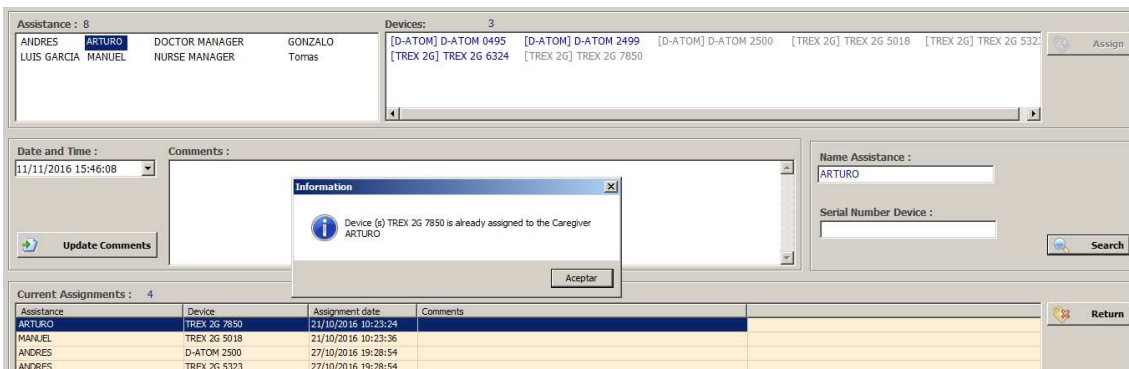 Assistance : 8
ANDRES ARTURO DOCTOR MANAGER GONZALO
LUIS GARCIA MANUEL NURSE MANAGER Tomas
Devices: 3
[D-ATOM] D-ATOM 0495 [D-ATOM] D-ATOM 2499 [D-ATOM] D-ATOM 2500 [TREX 2G] TREX 2G 5018 [TREX 2G] TREX 2G 532
[TREX 2G] TREX 2G 6324 [TREX 2G] TREX 2G 7850
Assign
Date and Time :
11/11/2016 15:46:08
Update Comments
Comments :
Information
Device (s) TREX 2G 7850 is already assigned to the Caregiver
ARTURO
Aceptar
Name Assistance :
ARTURO
Serial Number Device :
Search
Current Assignments : 4
Assistance Device Assignment date Comments
ARTURO TREX 2G 7850 21/10/2016 10:23:24
MANUEL TREX 2G 5018 21/10/2016 10:23:36
ANDRES D-ATOM 2500 27/10/2016 19:28:54
ANDRES TREX 2G 5323 27/10/2016 19:28:54
Return